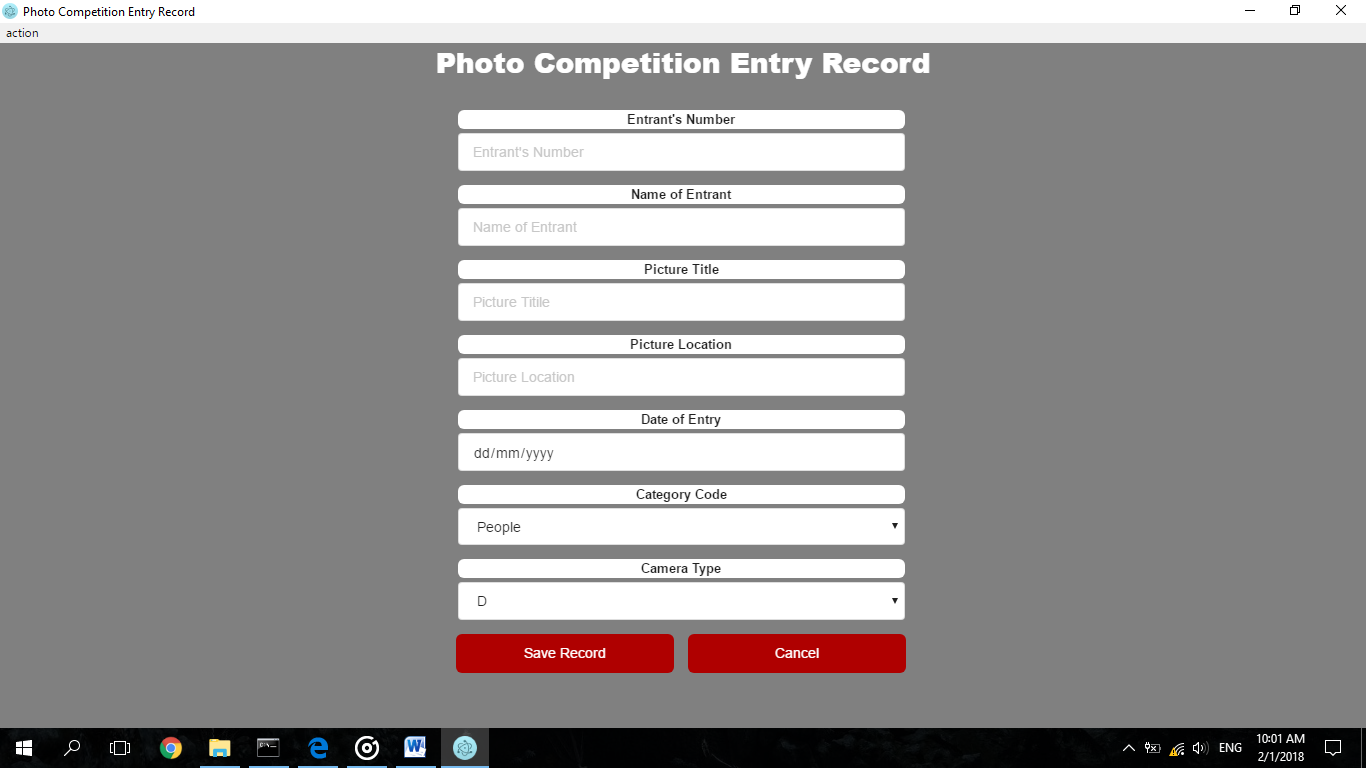 Photo Competition Entry Record
action
Photo Competition Entry Record
Entrant's Number
Entrant's Number
Name of Entrant
Name of Entrant
Picture Title
Picture Titile
Picture Location
Picture Location
Date of Entry
dd/mm/yyyy
Category Code
People
Camera Type
D
Save Record Cancel
ENG 10:01 AM
2/1/2018